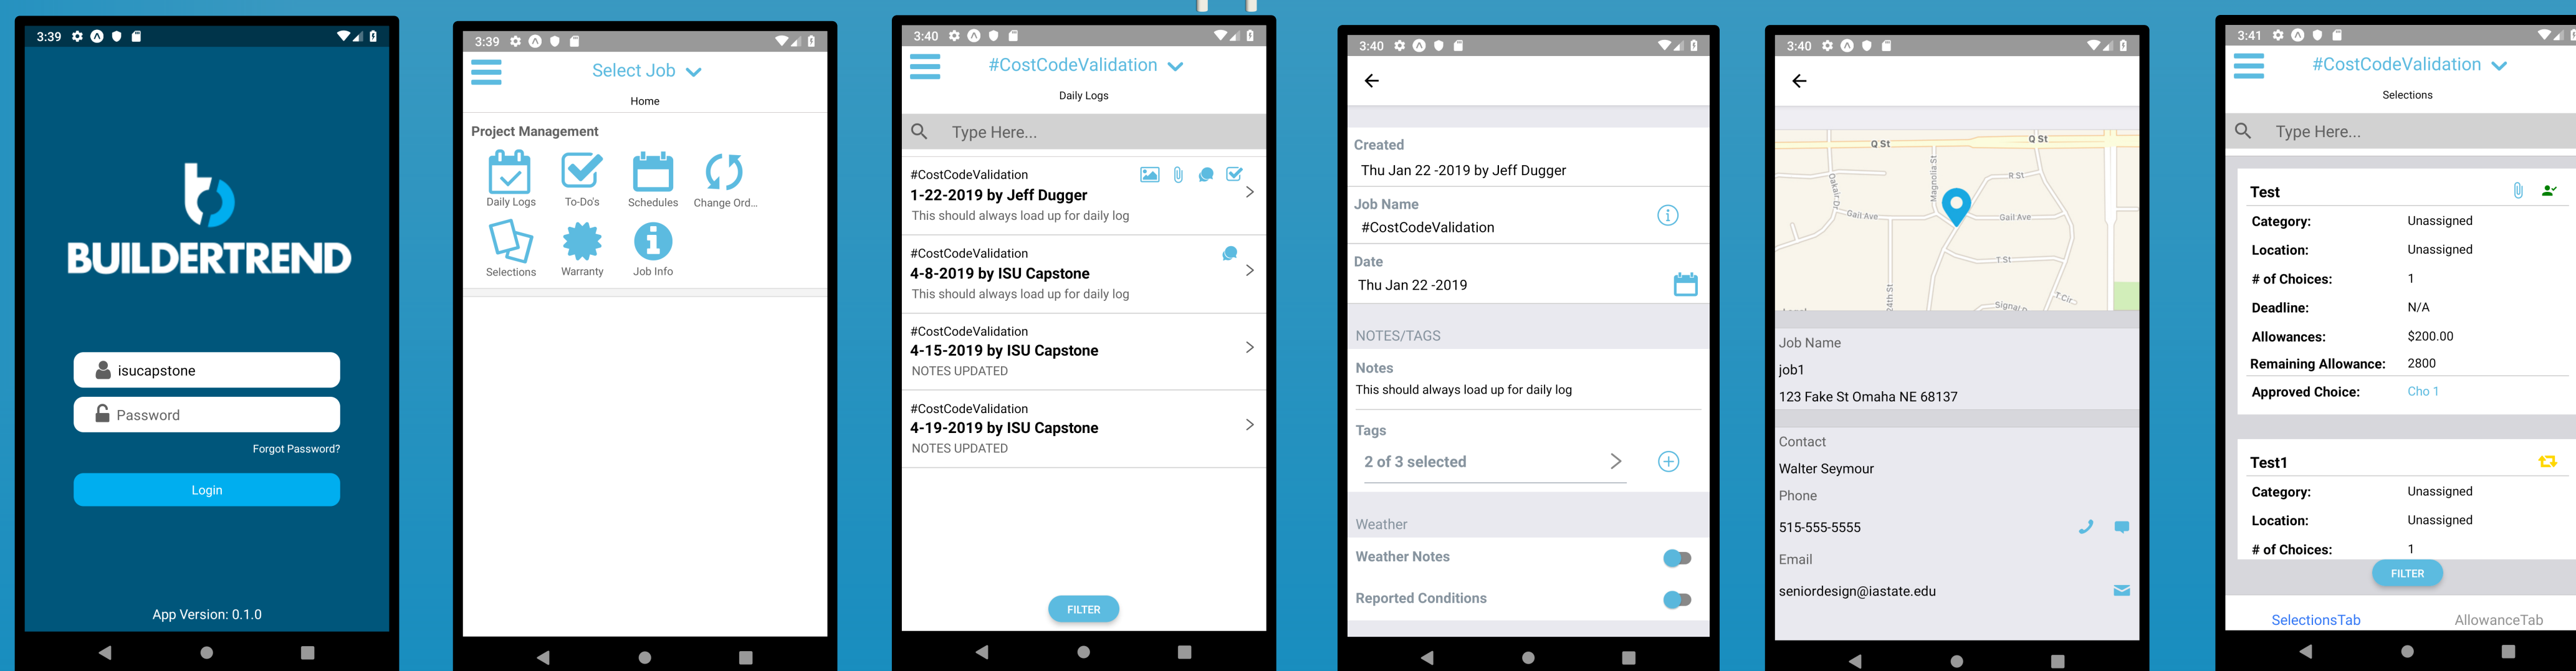 3:39
BUILDERTREND
isucapstone
Password
Forgot Password?
Login
App Version: 0.1.0
3:39
Select Job
Home
Project Management
Daily Logs To-Do's Schedules Change Ord...
Selections Warranty Job Info
3:40
#CostCodeValidation
Daily Logs
Type Here...
#CostCodeValidation
1-22-2019 by Jeff Dugger
This should always load up for daily log
#CostCodeValidation
4-8-2019 by ISU Capstone
This should always load up for daily log
#CostCodeValidation
4-15-2019 by ISU Capstone
NOTES UPDATED
#CostCodeValidation
4-19-2019 by ISU Capstone
NOTES UPDATED
FILTER
3:40
Created
Thu Jan 22 -2019 by Jeff Dugger
Job Name
#CostCodeValidation
Date
Thu Jan 22 -2019
NOTES/TAGS
Notes
This should always load up for daily log
Tags
2 of 3 selected
Weather
Weather Notes
Reported Conditions
3:40
Q St
Q St
Magnolia St
R St
Oakair Dr
Gail Ave
Gail Ave
T St
24th St
T Cir
Job Name
job1
123 Fake St Omaha NE 68137
Contact
Walter Seymour
Phone
515-555-5555
Email
seniordesign@iastate.edu
3:41
#CostCodeValidation
Selections
Type Here...
Test
Category: Unassigned
Location: Unassigned
# of Choices: 1
Deadline: N/A
Allowances: $200.00
Remaining Allowance: 2800
Approved Choice: Cho 1
Test1
Category: Unassigned
Location: Unassigned
# of Choices: 1
FILTER
SelectionsTab AllowanceTab